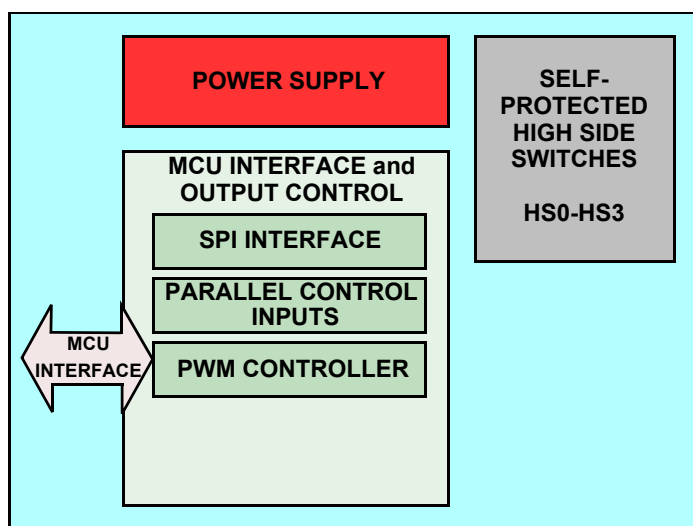 POWER SUPPLY
SELF-
PROTECTED
HIGH SIDE
SWITCHES
HS0-HS3
MCU INTERFACE and
OUTPUT CONTROL
SPI INTERFACE
PARALLEL CONTROL
INPUTS
PWM CONTROLLER
MCU
INTERFACE